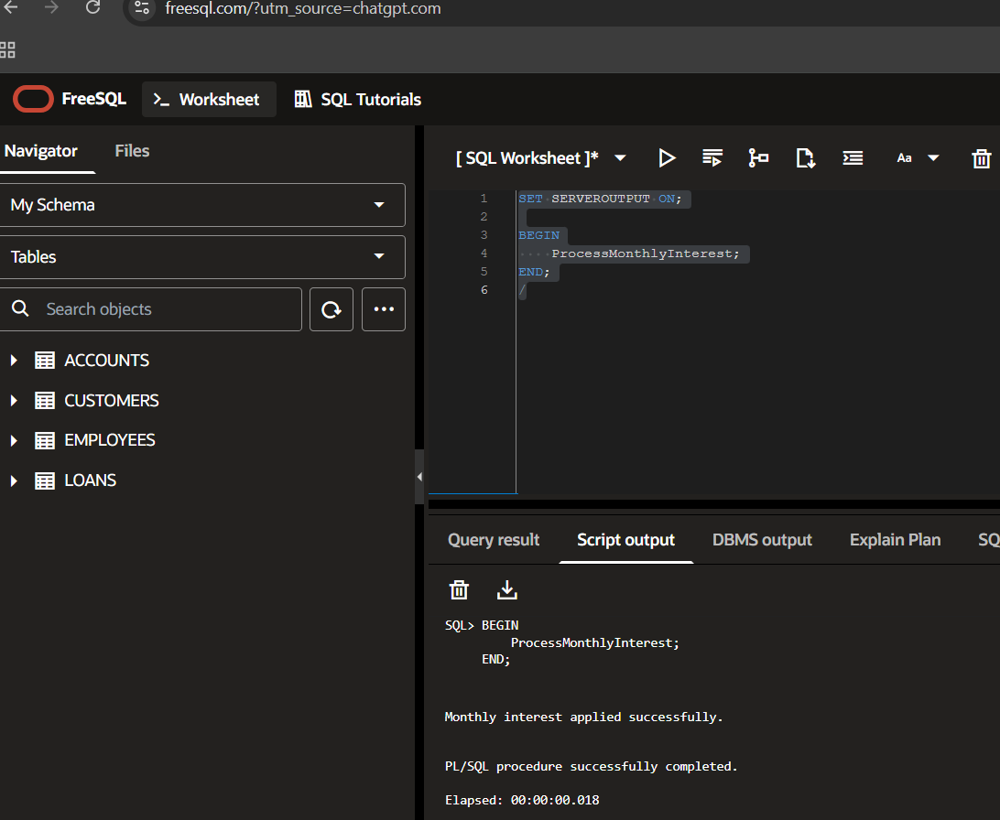 freesql.com/?utm_source=chatgpt.com
FreeSQL
Worksheet
SQL Tutorials
Navigator
Files
My Schema
Tables
Search objects
ACCOUNTS
CUSTOMERS
EMPLOYEES
LOANS
[ SQL Worksheet ]*
Aa
1 SET SERVEROUTPUT ON;
2
3 BEGIN
4 ProcessMonthlyInterest;
5 END;
6 /
Query result
Script output
DBMS output
Explain Plan
SQ
SQL> BEGIN
ProcessMonthlyInterest;
END;
Monthly interest applied successfully.
PL/SQL procedure successfully completed.
Elapsed: 00:00:00.018